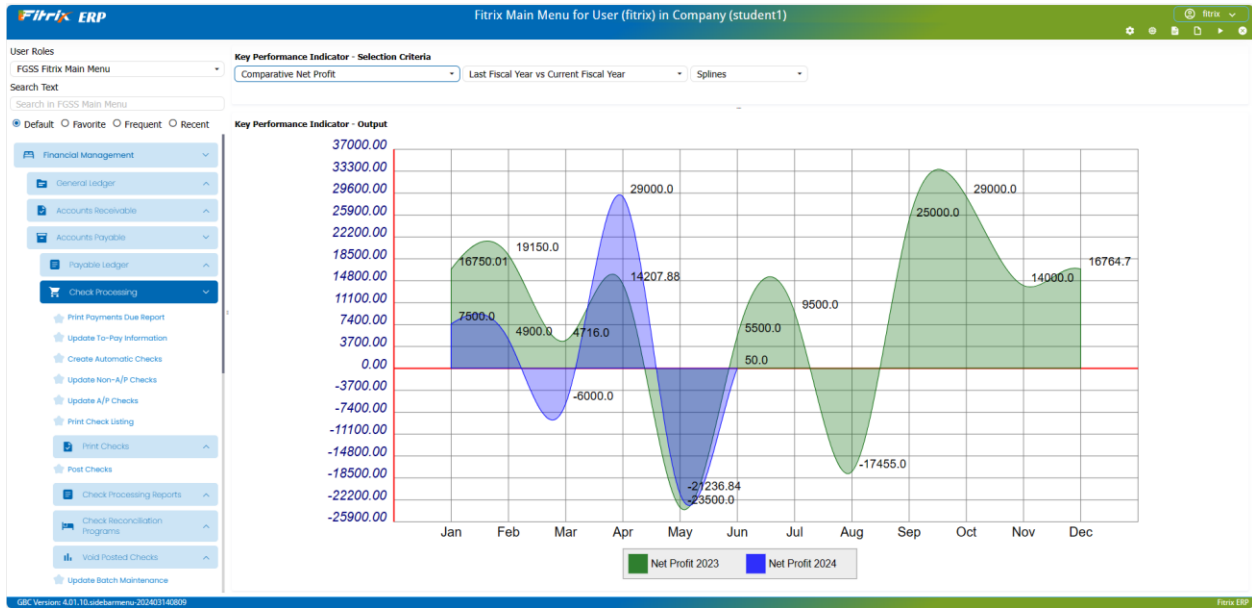 Fitrix ERP
Fitrix Main Menu for User (fitrix) in Company (student1)
fitrix
User Roles
FGSS Fitrix Main Menu
Search Text
Search in FGSS Main Menu
Default Favorite Frequent Recent
Financial Management
General Ledger
Accounts Receivable
Accounts Payable
Payable Ledger
Check Processing
Print Payments Due Report
Update To-Pay Information
Create Automatic Checks
Update Non-A/P Checks
Update A/P Checks
Print Check Listing
Print Checks
Post Checks
Check Processing Reports
Check Reconciliation
Programs
Void Posted Checks
Update Batch Maintenance
Key Performance Indicator - Selection Criteria
Comparative Net Profit Last Fiscal Year vs Current Fiscal Year Splines
Key Performance Indicator - Output
37000.00
33300.00
29600.00
25900.00
22200.00
18500.00
14800.00
11100.00
7400.00
3700.00
0.00
-3700.00
-7400.00
-11100.00
-14800.00
-18500.00
-22200.00
-25900.00
16750.01
19150.0
4716.0
14207.88
-23500.0
5500.0
9500.0
-17455.0
25000.0
29000.0
14000.0
16764.7
7500.0
4900.0
-6000.0
29000.0
-21236.84
50.0
Jan Feb Mar Apr May Jun Jul Aug Sep Oct Nov Dec
Net Profit 2023 Net Profit 2024
GBC Version: 4.01.10.sidebarmenu-202403140809
Fitrix ERP